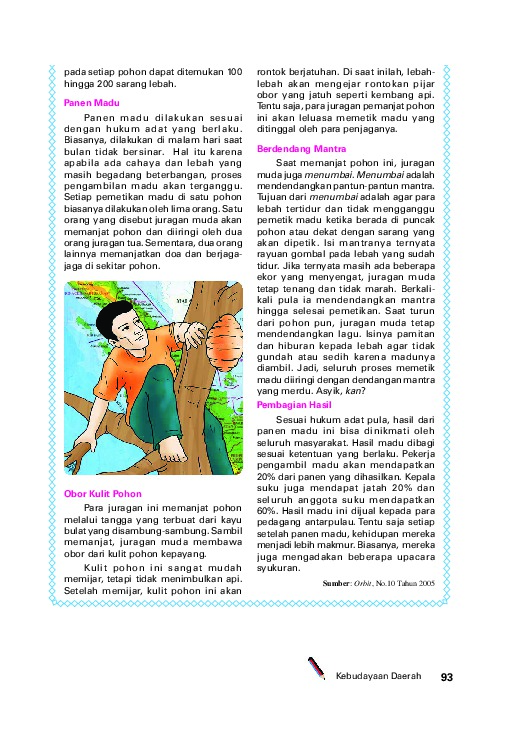 pada setiap pohon dapat ditemukan 100
hingga 200 sarang lebah.
Panen Madu
Panen madu dilakukan sesuai
dengan hukum adat yang berlaku.
Biasanya, dilakukan di malam hari saat
bulan tidak bersinar. Hal itu karena
apabila ada cahaya dan lebah yang
masih begadang beterbangan, proses
pengambilan madu akan terganggu.
Setiap pemetikan madu di satu pohon
biasanya dilakukan oleh lima orang. Satu
orang yang disebut juragan muda akan
memanjat pohon dan diiringi oleh dua
orang juragan tua. Sementara, dua orang
lainnya memanjatkan doa dan berjaga-
jaga di sekitar pohon.
Obor Kulit Pohon
Para juragan ini memanjat pohon
melalui tangga yang terbuat dari kayu
bulat yang disambung-sambung. Sambil
memanjat, juragan muda membawa
obor dari kulit pohon kepayang.
Kulit pohon ini sangat mudah
memijar, tetapi tidak menimbulkan api.
Setelah memijar, kulit pohon ini akan
rontok berjatuhan. Di saat inilah, lebah-
lebah akan mengejar rontokan pijar
obor yang jatuh seperti kembang api.
Tentu saja, para juragan pemanjat pohon
ini akan leluasa memetik madu yang
ditinggal oleh para penjaganya.
Berdendang Mantra
Saat memanjat pohon ini, juragan
muda juga menumbai. Menumbai adalah
mendendangkan pantun-pantun mantra.
Tujuan dari menumbai adalah agar para
lebah tertidur dan tidak mengganggu
pemetik madu ketika berada di puncak
pohon atau dekat dengan sarang yang
akan dipetik. Isi mantranya ternyata
rayuan gombal pada lebah yang sudah
tidur. Jika ternyata masih ada beberapa
ekor yang menyengat, juragan muda
tetap tenang dan tidak marah. Berkali-
kali pula ia mendendangkan mantra
hingga selesai pemetikan. Saat turun
dari pohon pun, juragan muda tetap
mendendangkan lagu. Isinya pamitan
dan hiburan kepada lebah agar tidak
gundah atau sedih karena madunya
diambil. Jadi, seluruh proses memetik
madu diiringi dengan dendangan mantra
yang merdu. Asyik, kan?
Pembagian Hasil
Sesuai hukum adat pula, hasil dari
panen madu ini bisa dinikmati oleh
seluruh masyarakat. Hasil madu dibagi
sesuai ketentuan yang berlaku. Pekerja
pengambil madu akan mendapatkan
20% dari panen yang dihasilkan. Kepala
suku juga mendapat jatah 20% dan
seluruh anggota suku mendapatkan
60%. Hasil madu ini dijual kepada para
pedagang antarpulau. Tentu saja setiap
setelah panen madu, kehidupan mereka
menjadi lebih makmur. Biasanya, mereka
juga mengadakan beberapa upacara
syukuran.
Sumber: Orbit, No.10 Tahun 2005
Kebudayaan Daerah 93